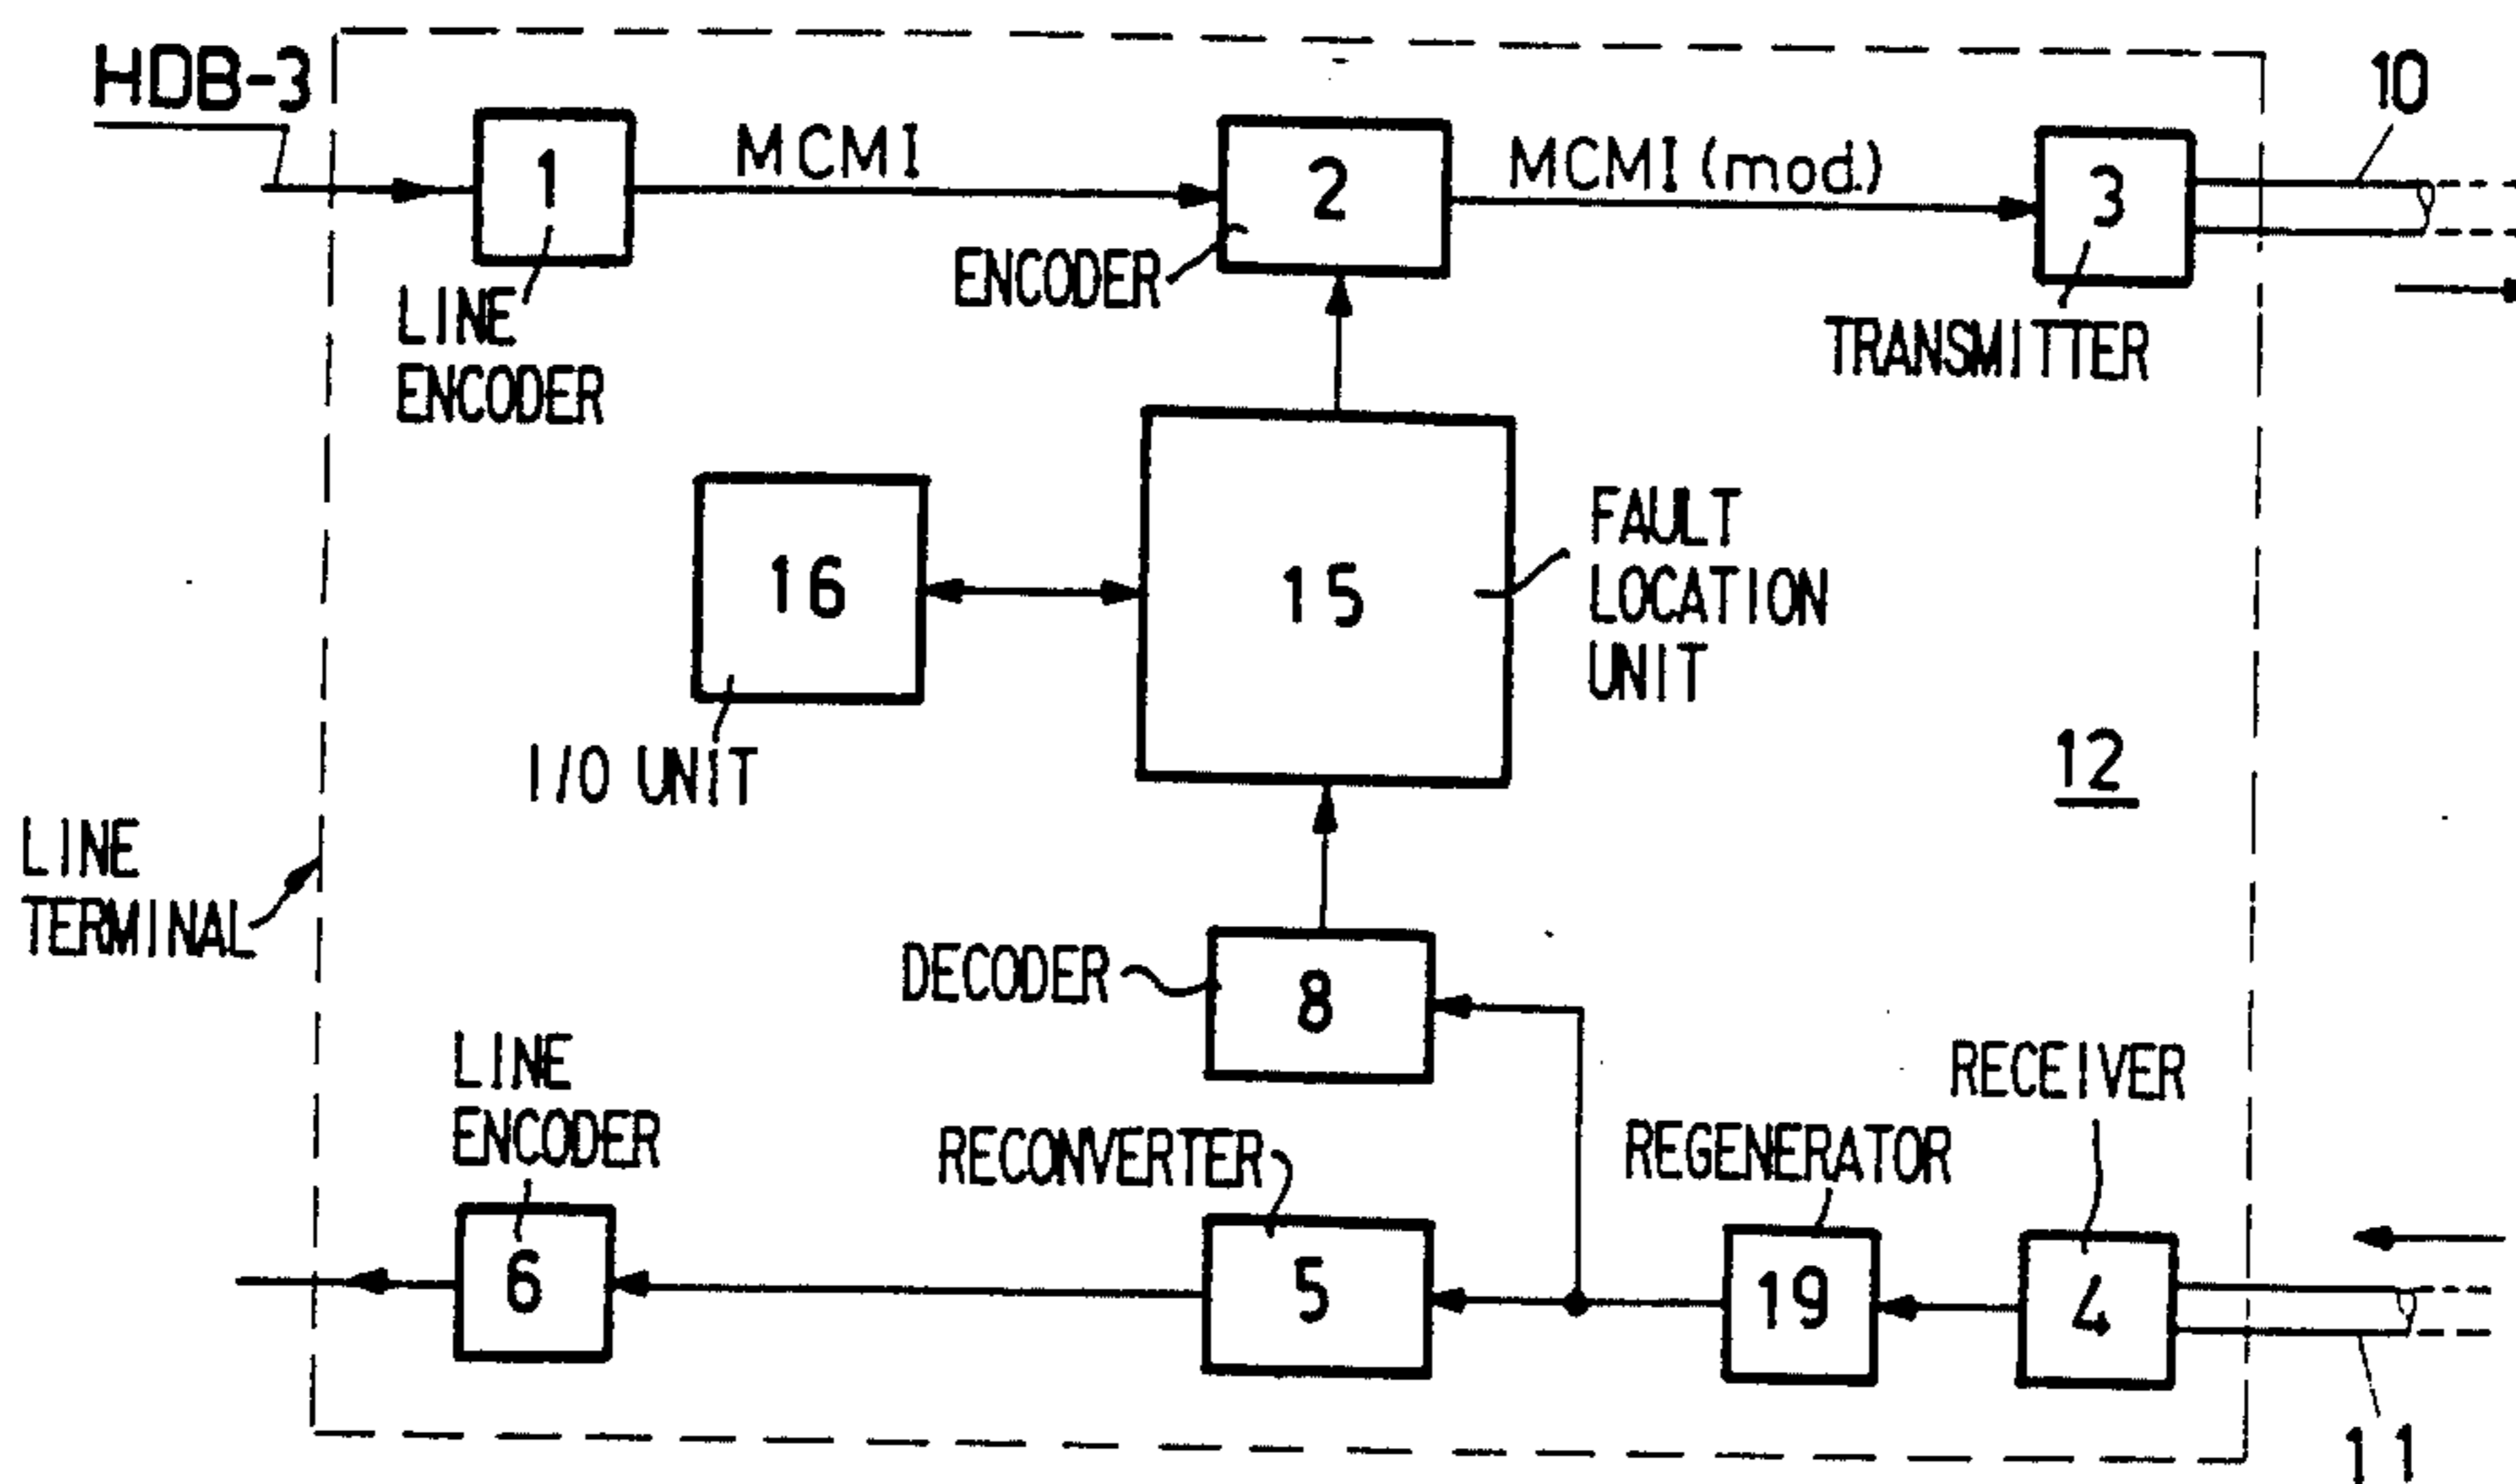 HDB-3
10
1
MCMI
2
MCMI (mod.)
3
ENCODER
LINE
ENCODER
TRANSMITTER
16
15
FAULT
LOCATION
UNIT
I/O UNIT
12
LINE
TERMINAL
DECODER
8
LINE
ENCODER
RECONVERTER
REGENERATOR
RECEIVER
6
5
19
4
11